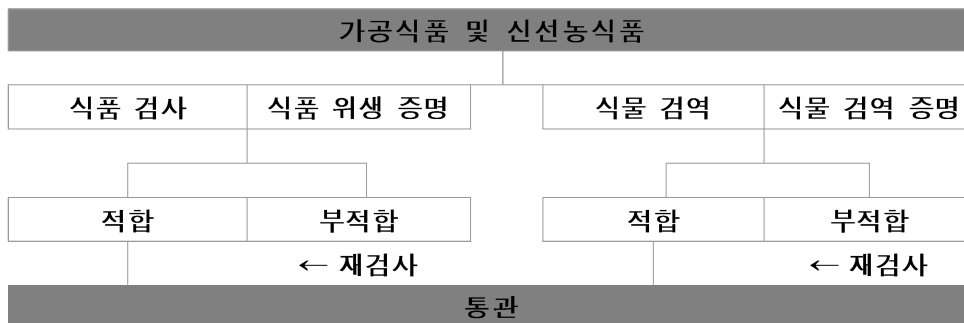 가공식품 및 신선농식품
식품 검사 식품 위생 증명 식물 검역 식물 검역 증명
적합 부적합 적합 부적합
← 재검사 ← 재검사
통관